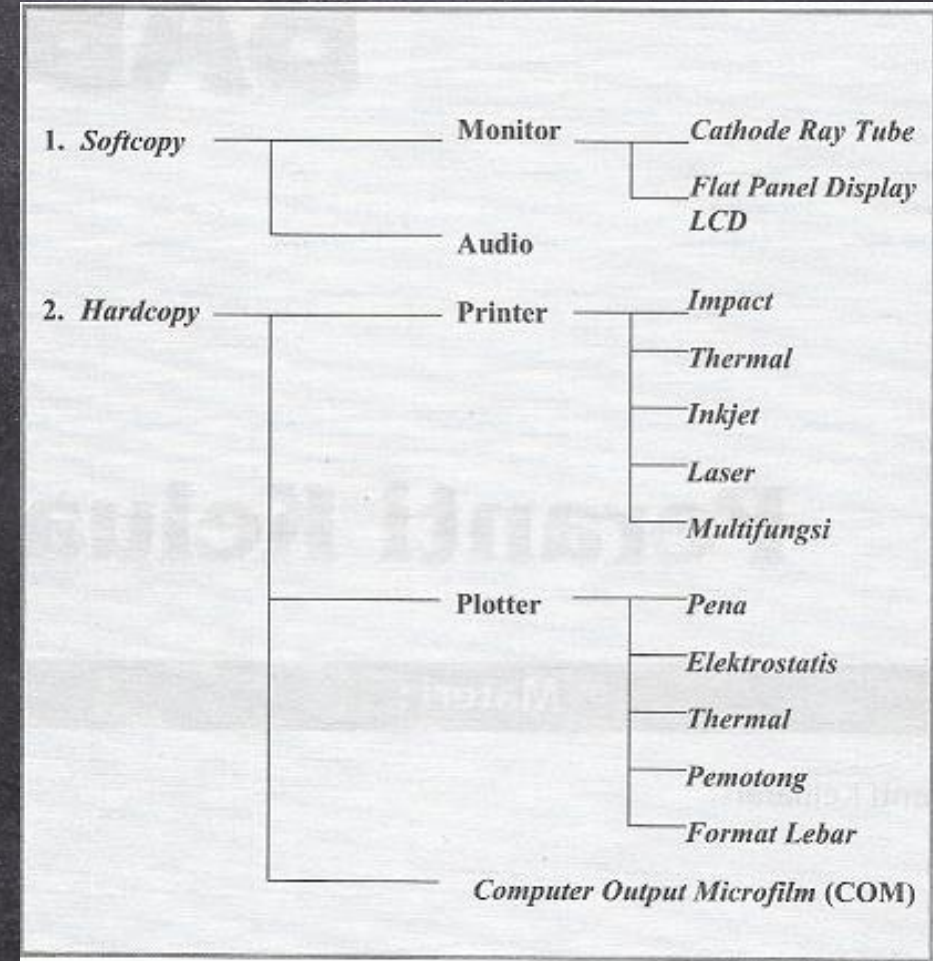 1. Softcopy Monitor Cathode Ray Tube
Flat Panel Display
LCD
Audio
2. Hardcopy Printer Impact
Thermal
Inkjet
Laser
Multifungsi
Plotter Pena
Elektrostatis
Thermal
Pemotong
Format Lebar
Computer Output Microfilm (COM)